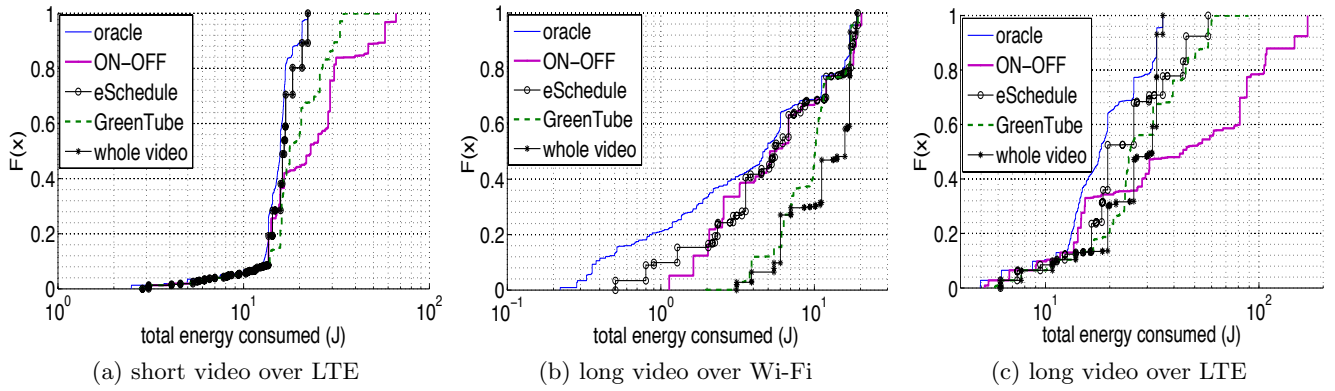 1
0.8
0.6
0.4
0.2
0
F(x)
oracle
ON−OFF
eSchedule
GreenTube
whole video
10^0
10^1
10^2
total energy consumed (J)
(a) short video over LTE
1
0.8
0.6
0.4
0.2
0
F(x)
oracle
ON−OFF
eSchedule
GreenTube
whole video
10^−1
10^0
10^1
total energy consumed (J)
(b) long video over Wi-Fi
1
0.8
0.6
0.4
0.2
0
F(x)
oracle
ON−OFF
eSchedule
GreenTube
whole video
10^1
10^2
total energy consumed (J)
(c) long video over LTE